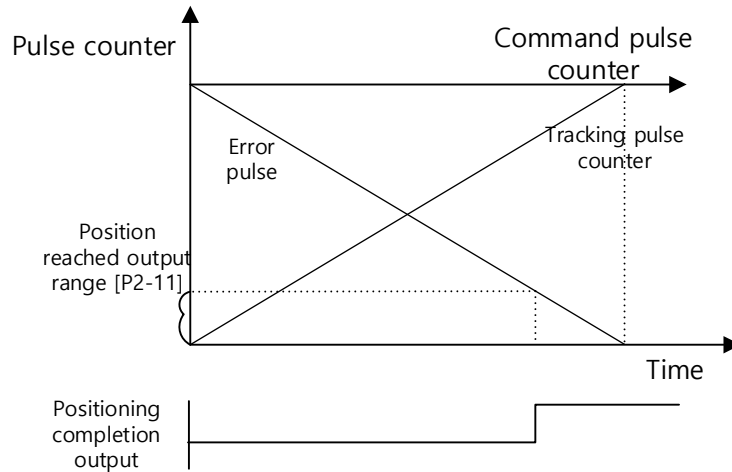 Pulse counter
Command pulse
counter
Error
pulse
Tracking pulse
counter
Position
reached output
range [P2-11]
Time
Positioning
completion
output